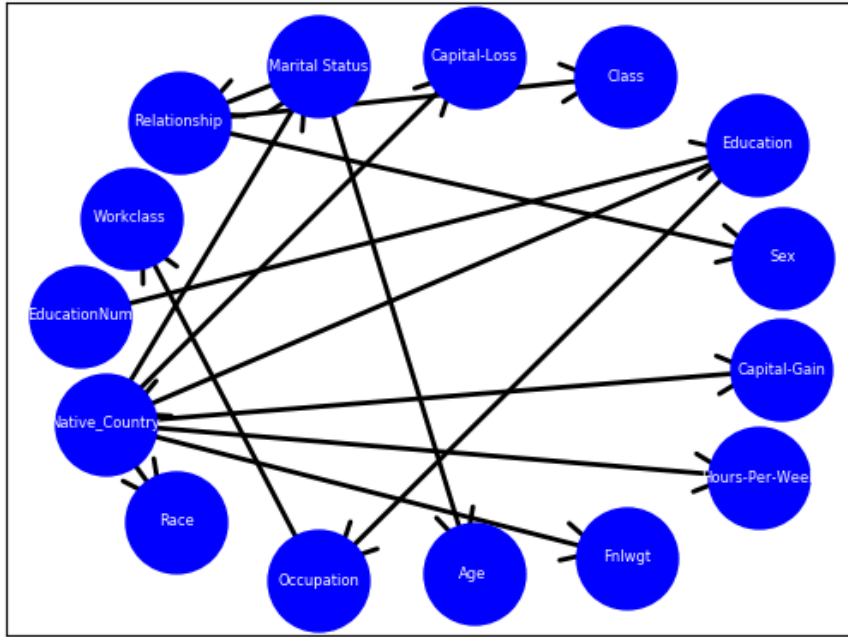 Marital Status
Capital-Loss
Class
Relationship
Education
Workclass
Sex
EducationNum
Capital-Gain
Native_Country
Hours-Per-Wee
Race
Occupation
Age
Fnlwgt